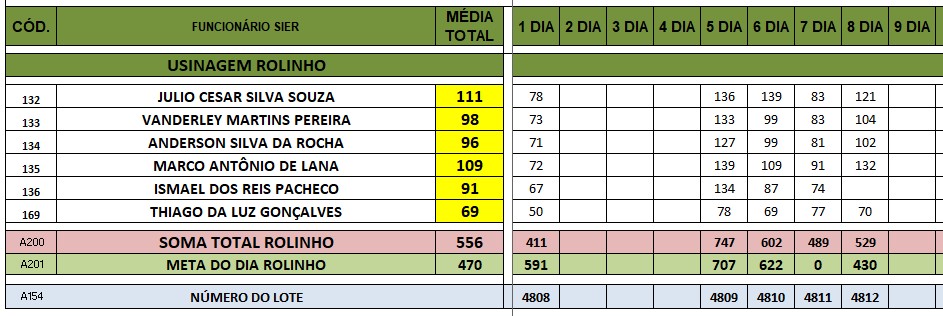 CÓD. FUNCIONÁRIO SIER MÉDIA TOTAL 1 DIA 2 DIA 3 DIA 4 DIA 5 DIA 6 DIA 7 DIA 8 DIA 9 DIA
USINAGEM ROLINHO
132 JULIO CESAR SILVA SOUZA 111 78 136 139 83 121
133 VANDERLEY MARTINS PEREIRA 98 73 133 99 83 104
134 ANDERSON SILVA DA ROCHA 96 71 127 99 81 102
135 MARCO ANTÔNIO DE LANA 109 72 139 109 91 132
136 ISMAEL DOS REIS PACHECO 91 67 134 87 74
169 THIAGO DA LUZ GONÇALVES 69 50 78 69 77 70
A200 SOMA TOTAL ROLINHO 556 411 747 602 489 529
A201 META DO DIA ROLINHO 470 591 707 622 0 430
A154 NÚMERO DO LOTE 4808 4809 4810 4811 4812